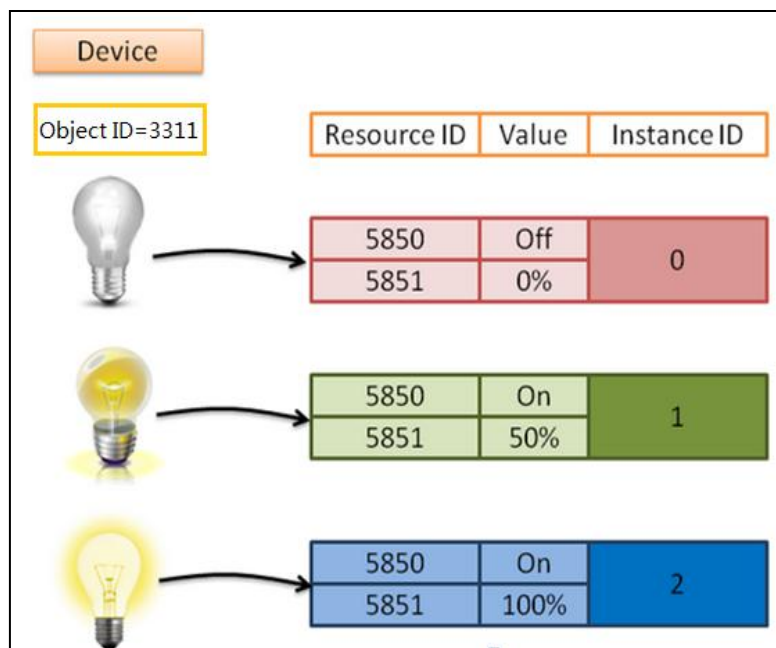 Device
Object ID=3311
Resource ID Value Instance ID
5850 Off 0
5851 0%
5850 On 1
5851 50%
5850 On 2
5851 100%